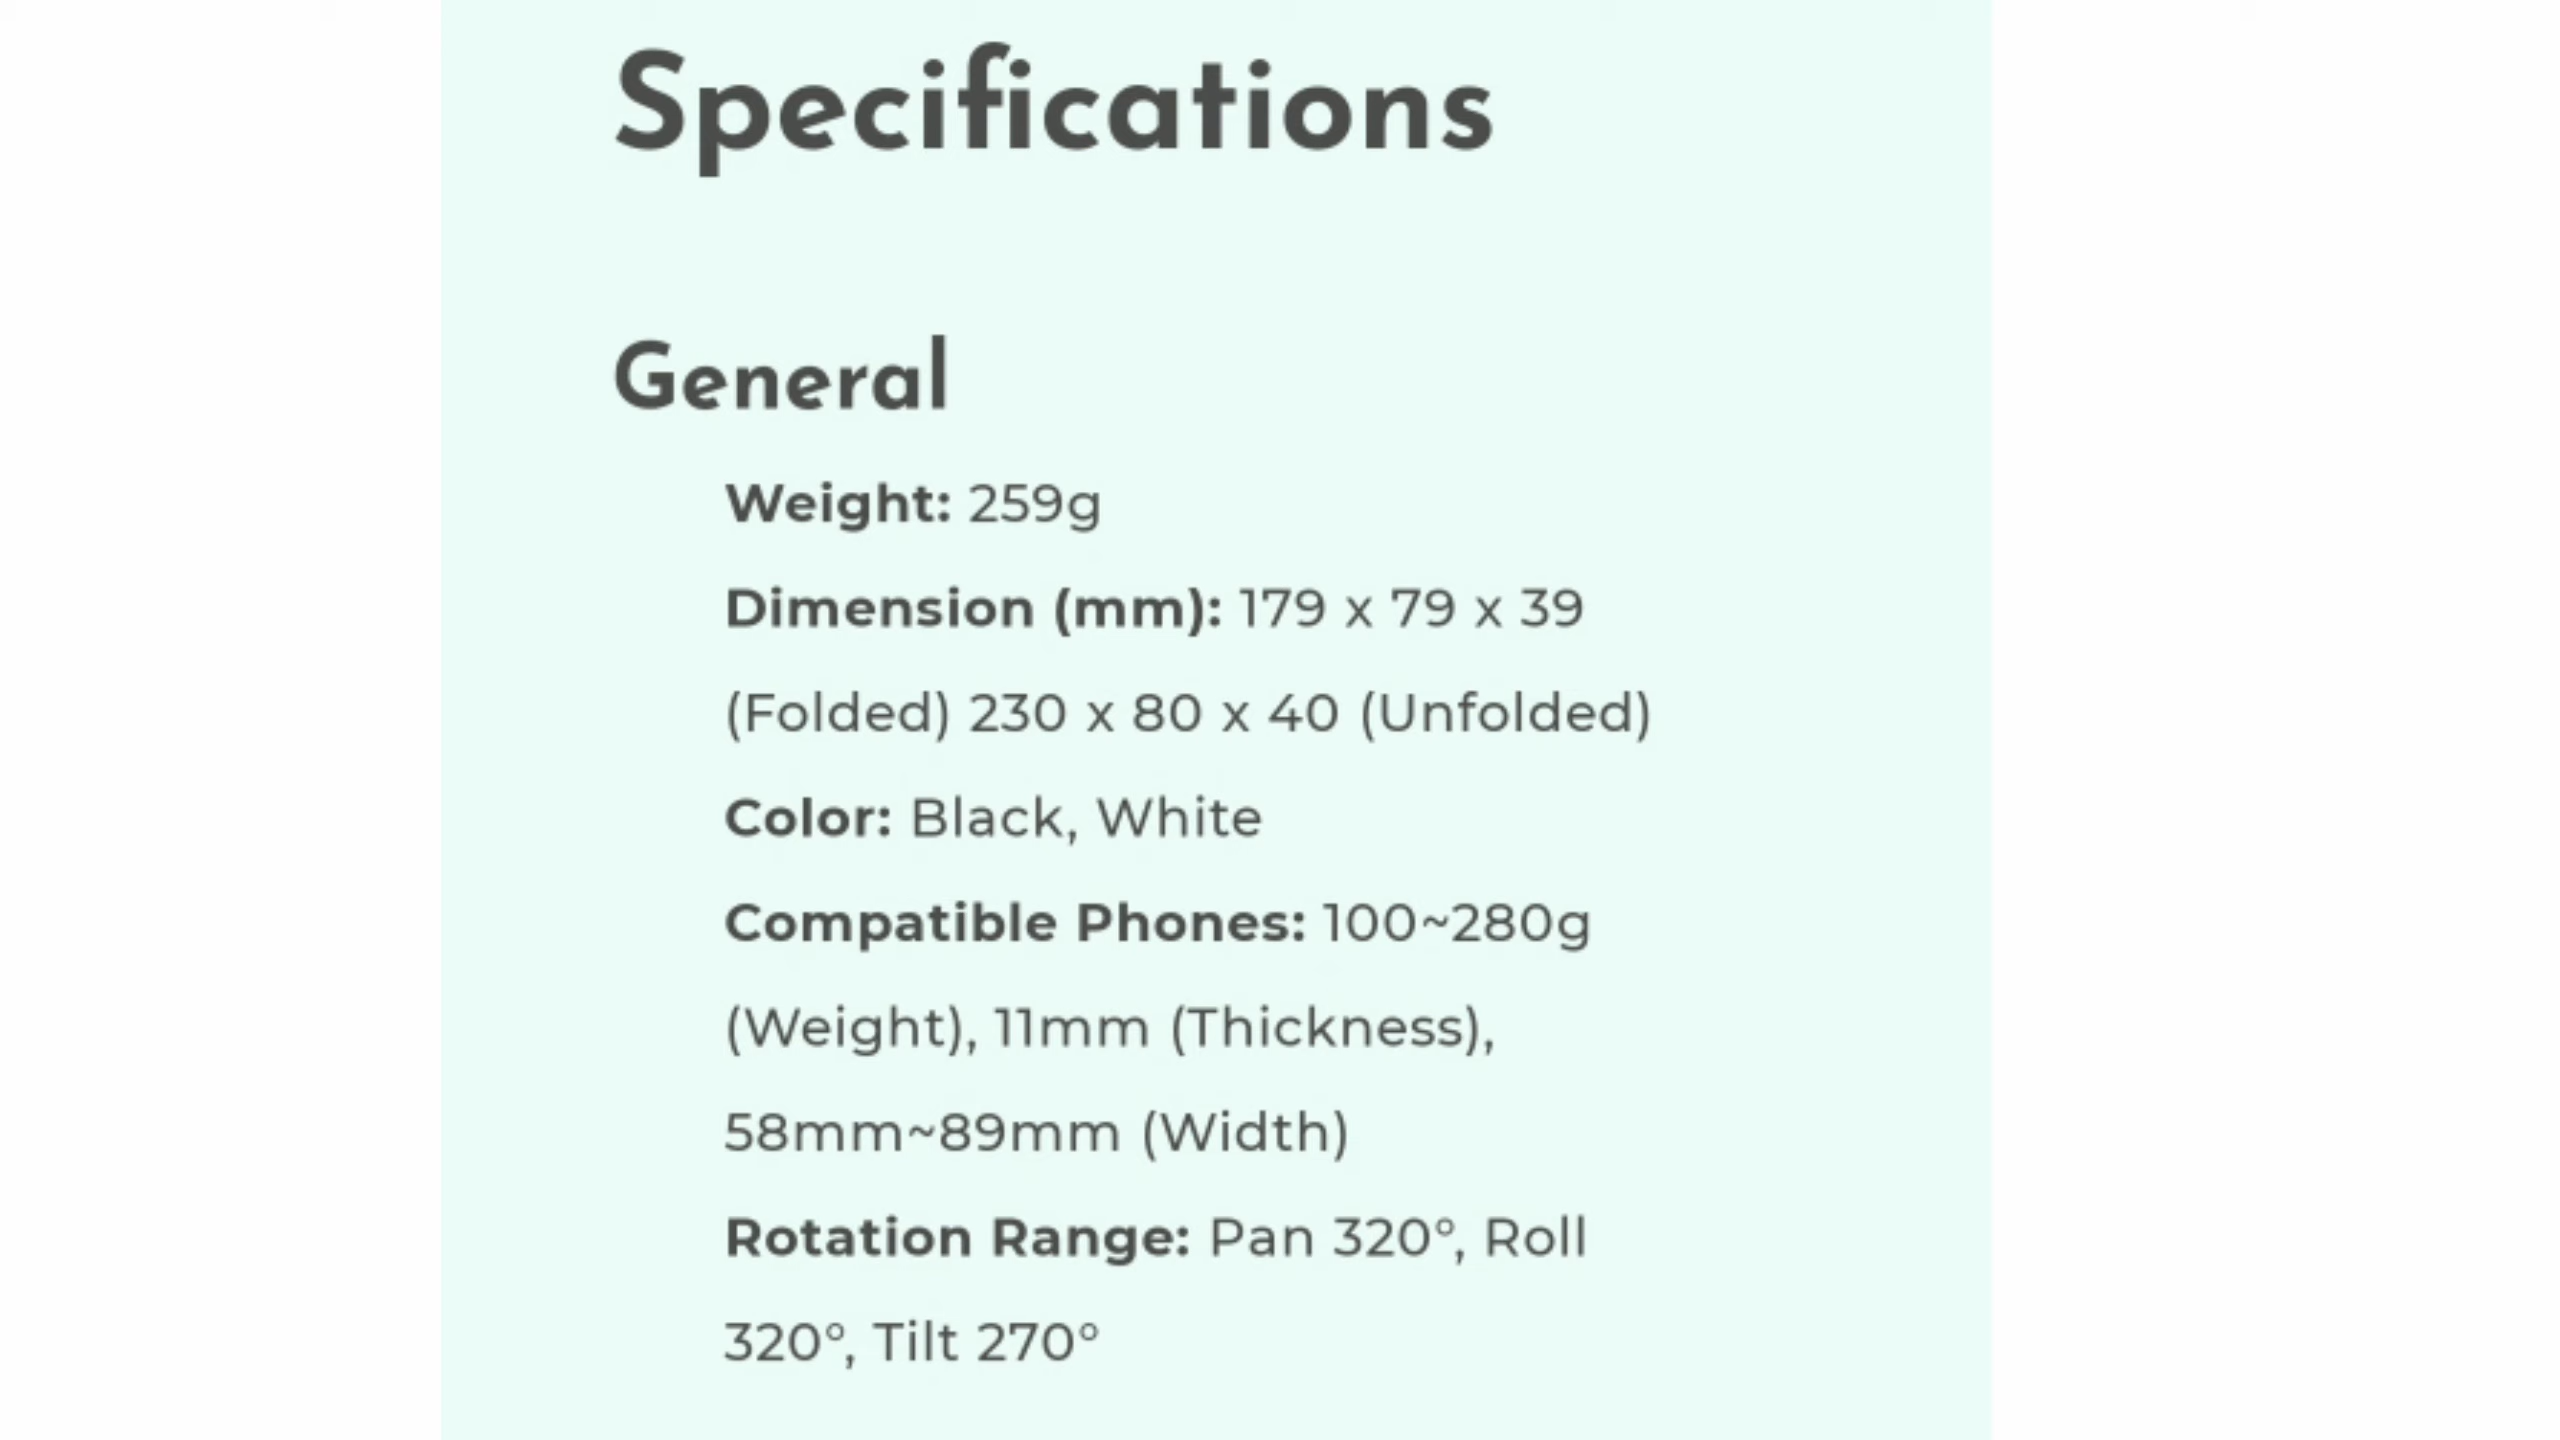 Specifications
General
Weight: 259g
Dimension (mm): 179 x 79 x 39
(Folded) 230 x 80 x 40 (Unfolded)
Color: Black, White
Compatible Phones: 100~280g
(Weight), 11mm (Thickness),
58mm~89mm (Width)
Rotation Range: Pan 320°, Roll
320°, Tilt 270°